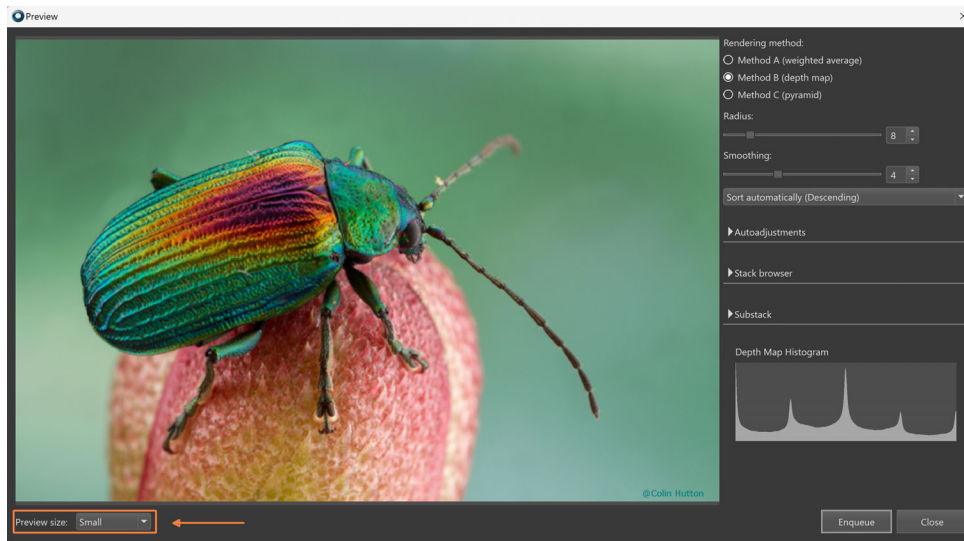 Preview
Rendering method:
Method A (weighted average)
Method B (depth map)
Method C (pyramid)
Radius:
8
Smoothing:
4
Sort automatically (Descending)
Autoadjustments
Stack browser
Substack
Depth Map Histogram
@Colin Hutton
Preview size: Small
Enqueue
Close